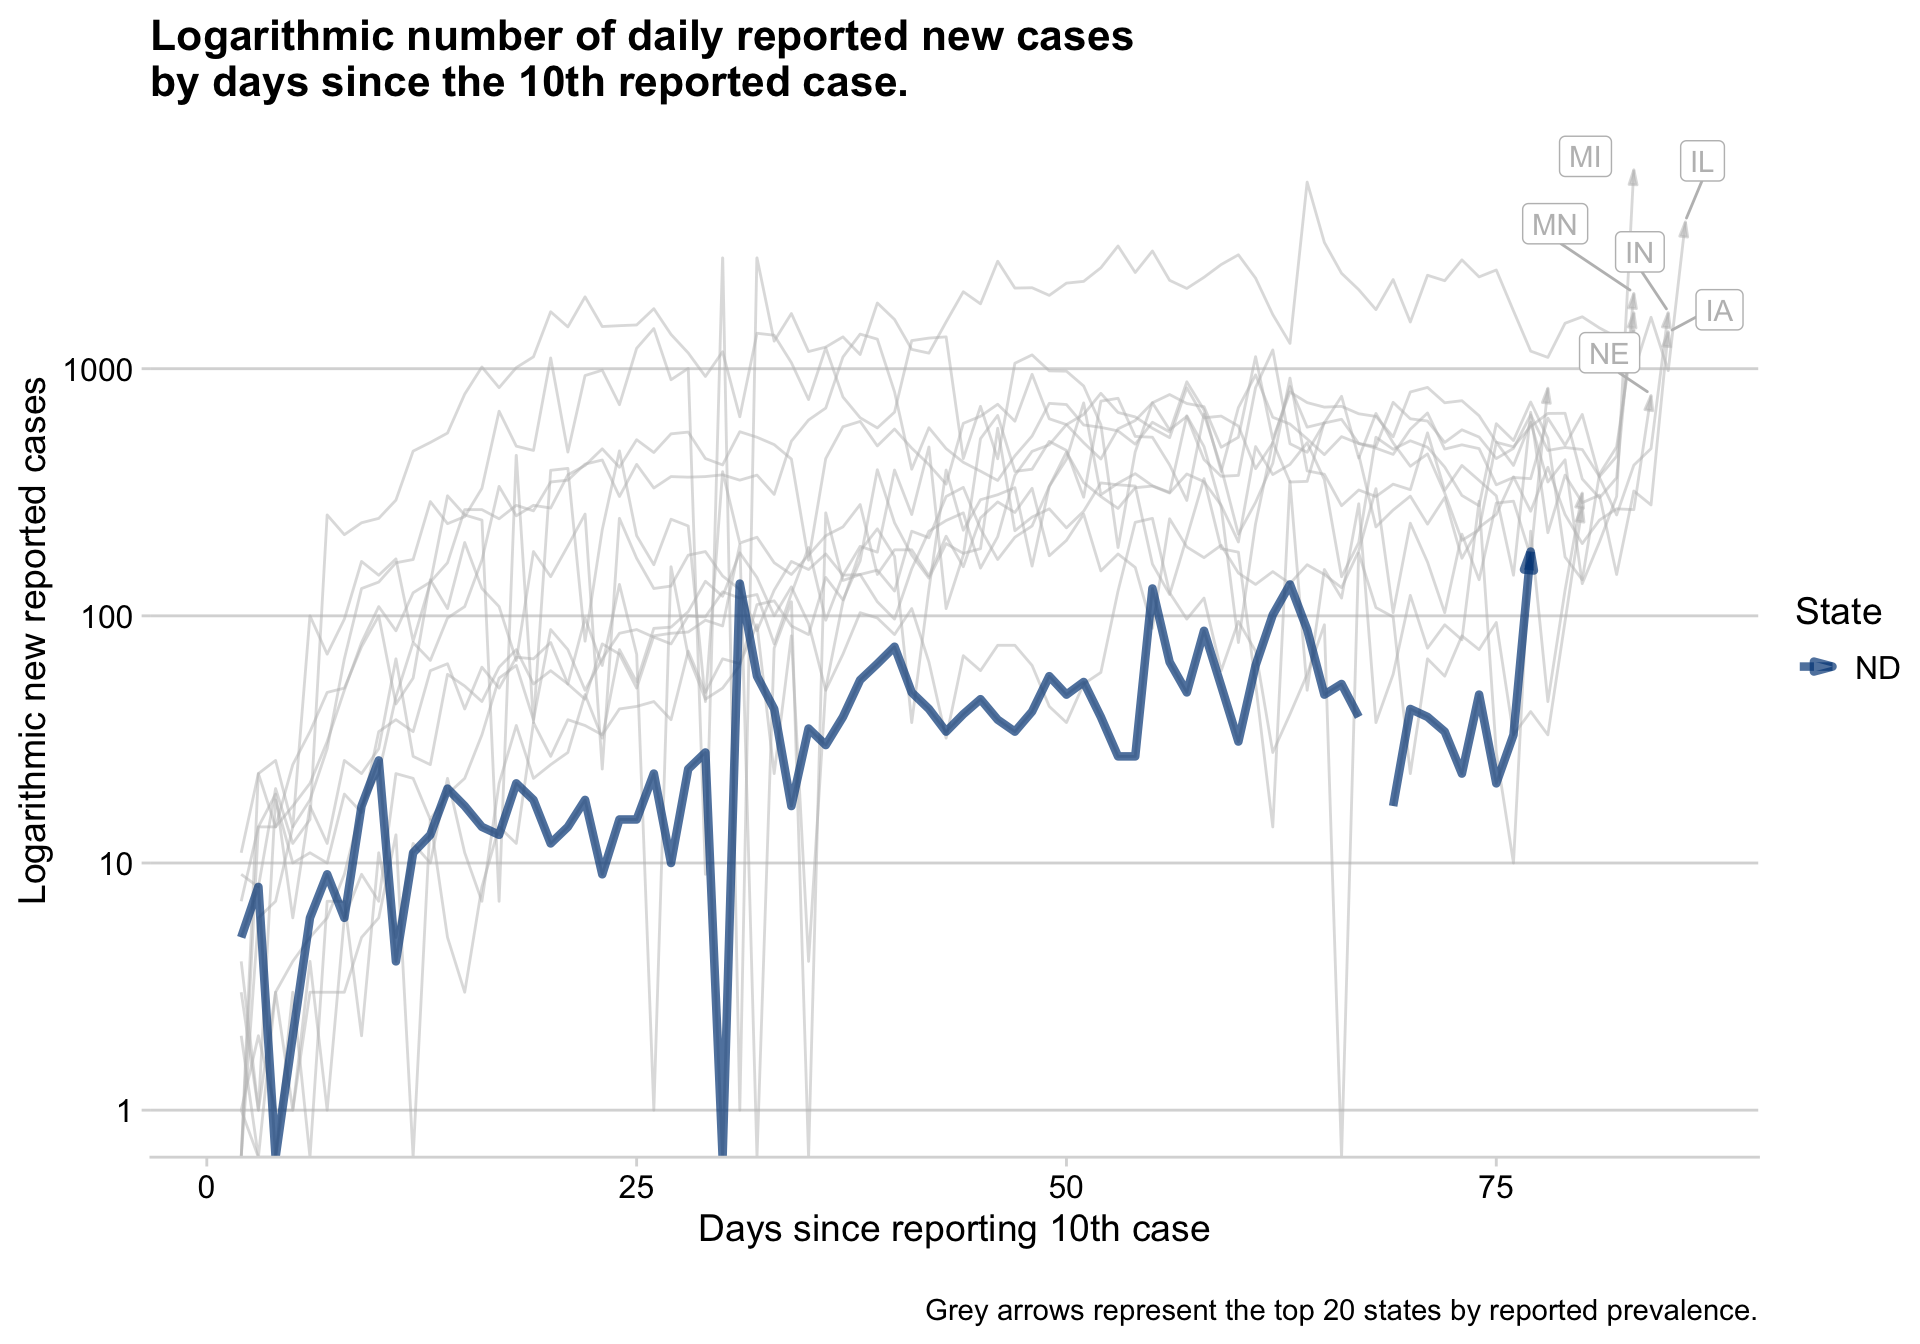 Logarithmic number of daily reported new cases
by days since the 10th reported case.
MI
IL
MN
IN
IA
NE
1000
100
10
1
Logarithmic new reported cases
State
ND
0
25
50
75
Days since reporting 10th case
Grey arrows represent the top 20 states by reported prevalence.